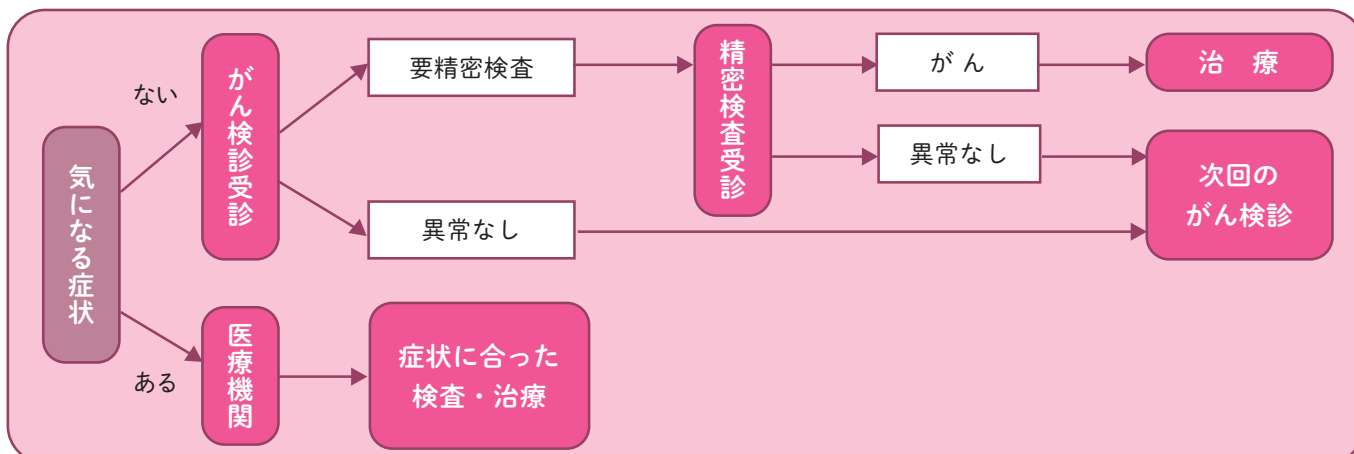 気になる症状
ない
がん検診受診
要精密検査
精密検査受診
がん
治　療
異常なし
次回の
がん検診
異常なし
ある
医療機関
症状に合った
検査・治療